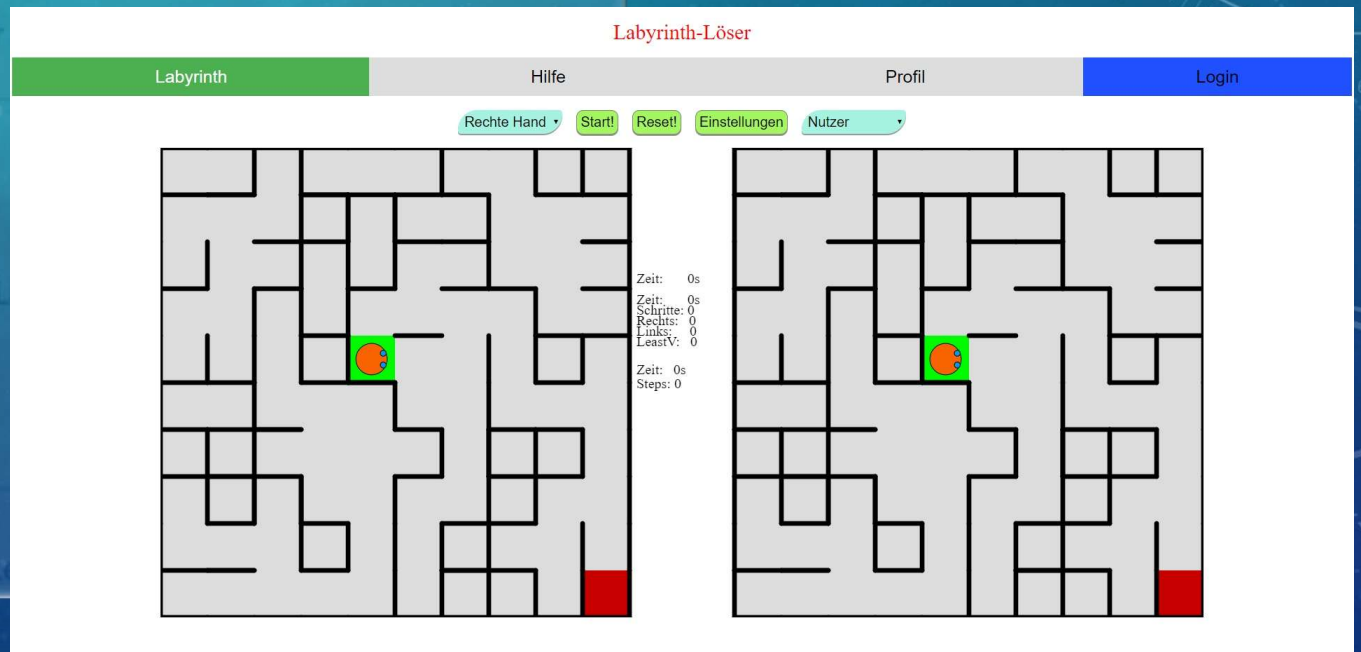 Labyrinth-Löser
Labyrinth Hilfe Profil Login
Rechte Hand Start! Reset! Einstellungen Nutzer
Zeit: 0s
Zeit: 0s
Schritte: 0
Rechts: 0
Links: 0
LeastV: 0
Zeit: 0s
Steps: 0